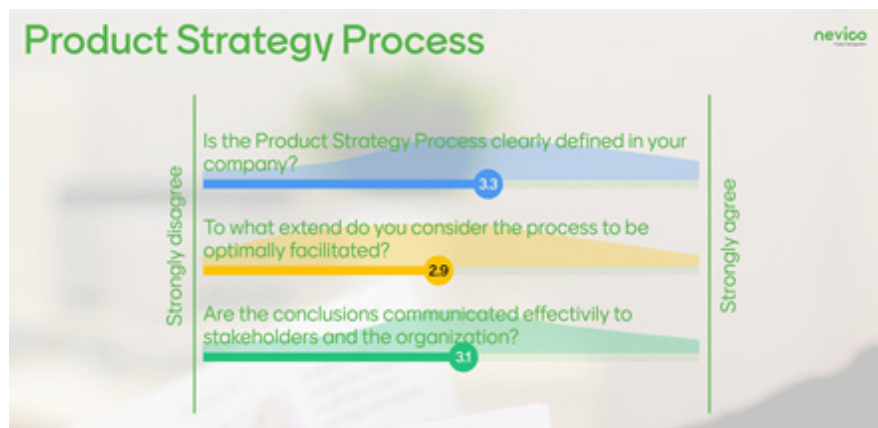 Product Strategy Process
nevico
Strongly disagree
Is the Product Strategy Process clearly defined in your
company?
3.3
To what extend do you consider the process to be
optimally facilitated?
2.9
Are the conclusions communicated effectivily to
stakeholders and the organization?
3.1
Strongly agree